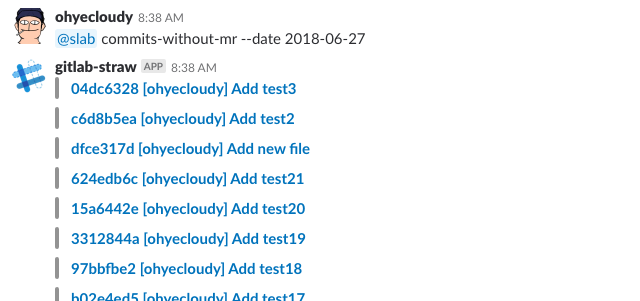 ohyecloudy 8:38 AM
@slab commits-without-mr --date 2018-06-27
gitlab-straw APP 8:38 AM
04dc6328 [ohyecloudy] Add test3
c6d8b5ea [ohyecloudy] Add test2
dfce317d [ohyecloudy] Add new file
624edb6c [ohyecloudy] Add test21
15a6442e [ohyecloudy] Add test20
3312844a [ohyecloudy] Add test19
97bbfbe2 [ohyecloudy] Add test18
b02e4ed5 [ohyecloudy] Add test17